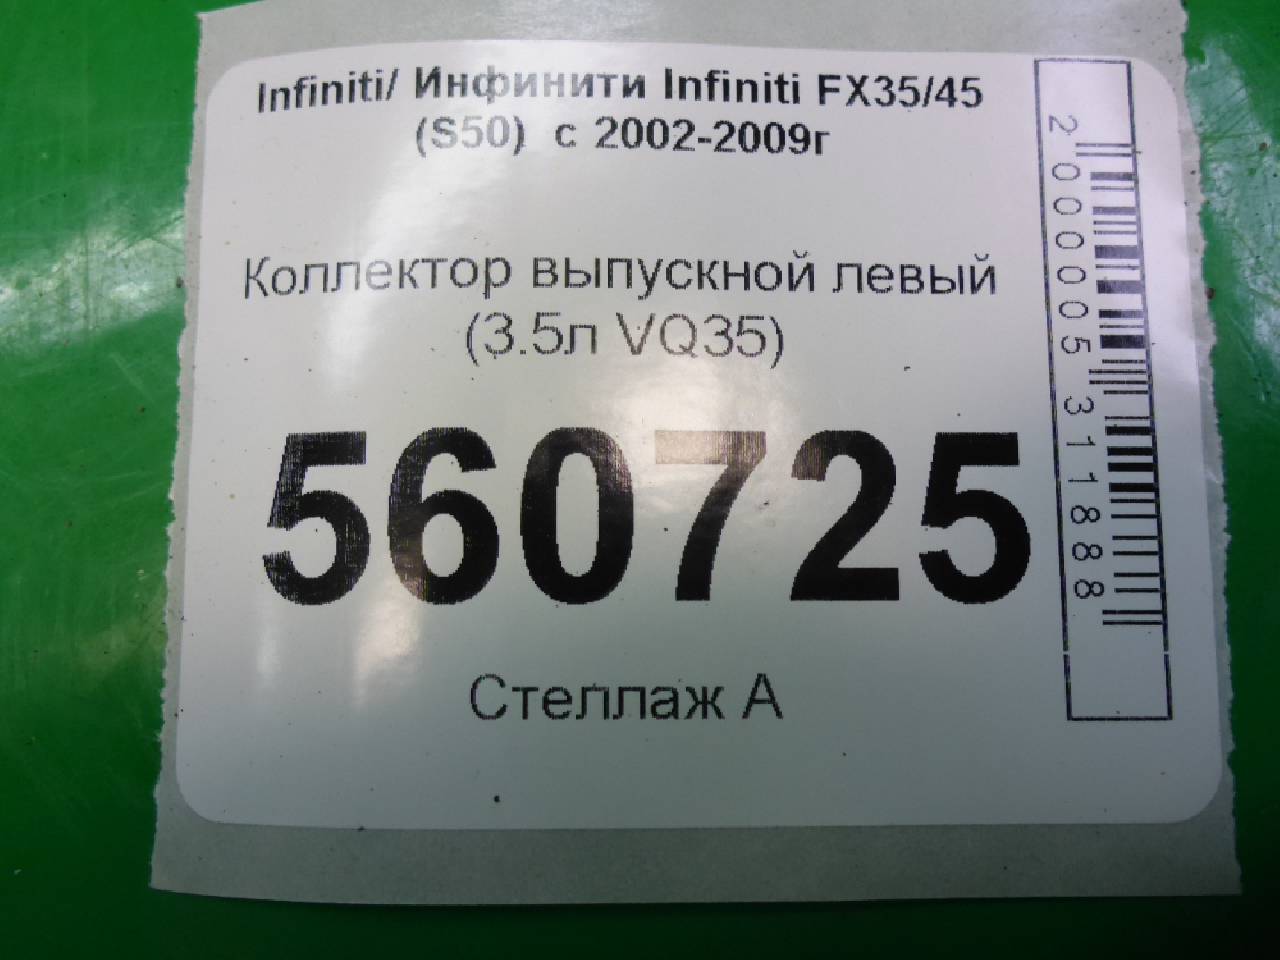 Infiniti/ Инфинити Infiniti FX35/45
(S50) с 2002-2009г
Коллектор выпускной левый
(3.5л VQ35)
560725
Стеллаж А
2000005311888